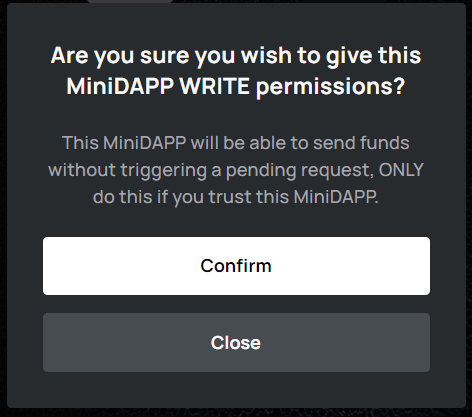 Are you sure you wish to give this
MiniDAPP WRITE permissions?
This MiniDAPP will be able to send funds
without triggering a pending request, ONLY
do this if you trust this MiniDAPP.
Confirm
Close